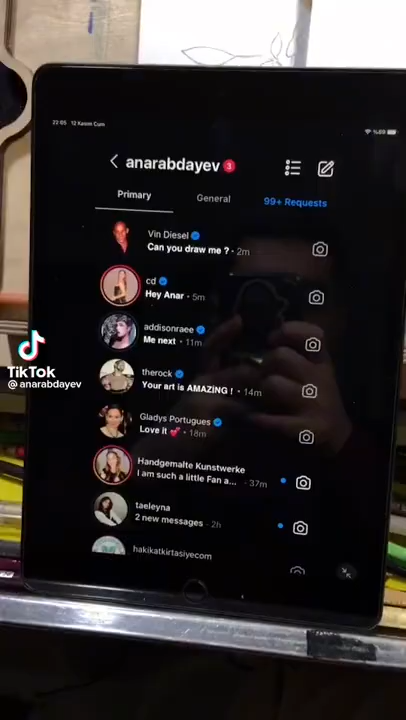 22:05 12 Kasım Cum
%59
anarabdayev 3
Primary General 99+ Requests
Vin Diesel
Can you draw me ? · 2m
cd
Hey Anar · 5m
addisonraee
Me next · 11m
therock
Your art is AMAZiNG ! · 14m
Gladys Portugues
Love it 💕 · 18m
Handgemalte Kunstwerke
I am such a little Fan a... · 37m
taeleyna
2 new messages · 2h
hakikatkirtasiyecom
TikTok
@anarabdayev